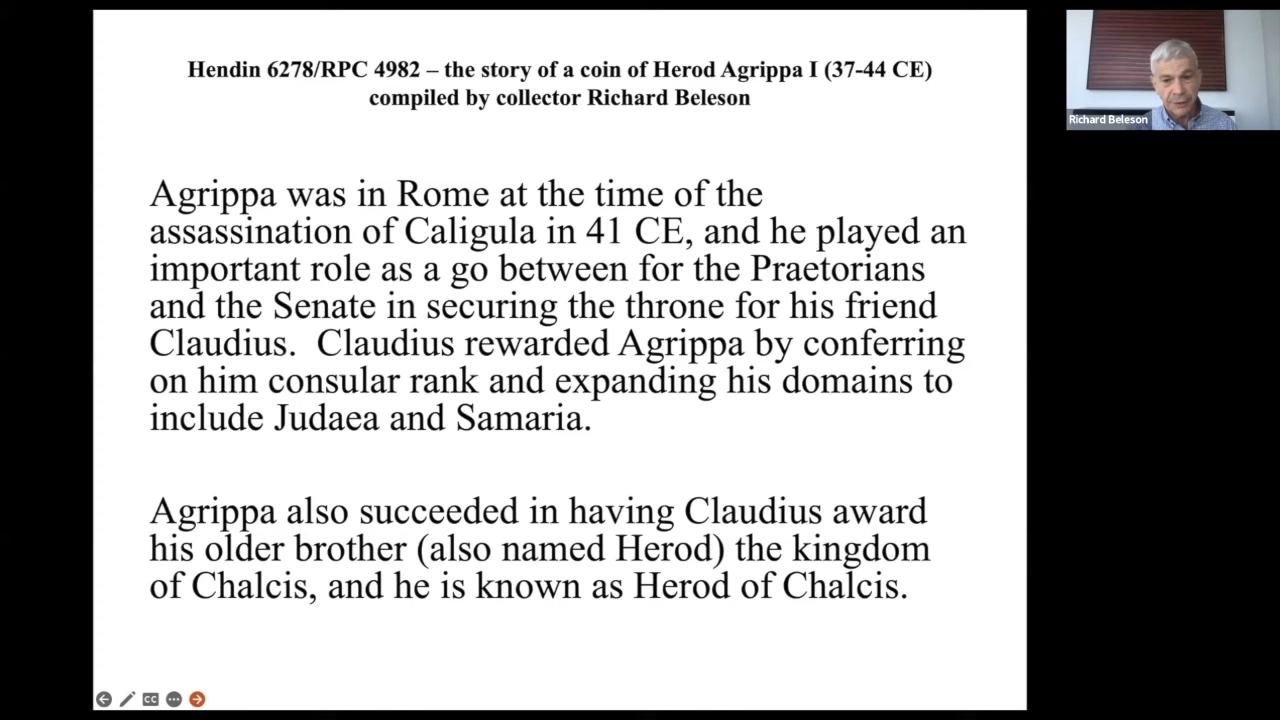 Hendin 6278/RPC 4982 – the story of a coin of Herod Agrippa I (37-44 CE)
compiled by collector Richard Beleson
Agrippa was in Rome at the time of the
assassination of Caligula in 41 CE, and he played an
important role as a go between for the Praetorians
and the Senate in securing the throne for his friend
Claudius.  Claudius rewarded Agrippa by conferring
on him consular rank and expanding his domains to
include Judaea and Samaria.
Agrippa also succeeded in having Claudius award
his older brother (also named Herod) the kingdom
of Chalcis, and he is known as Herod of Chalcis.
Richard Beleson
CC